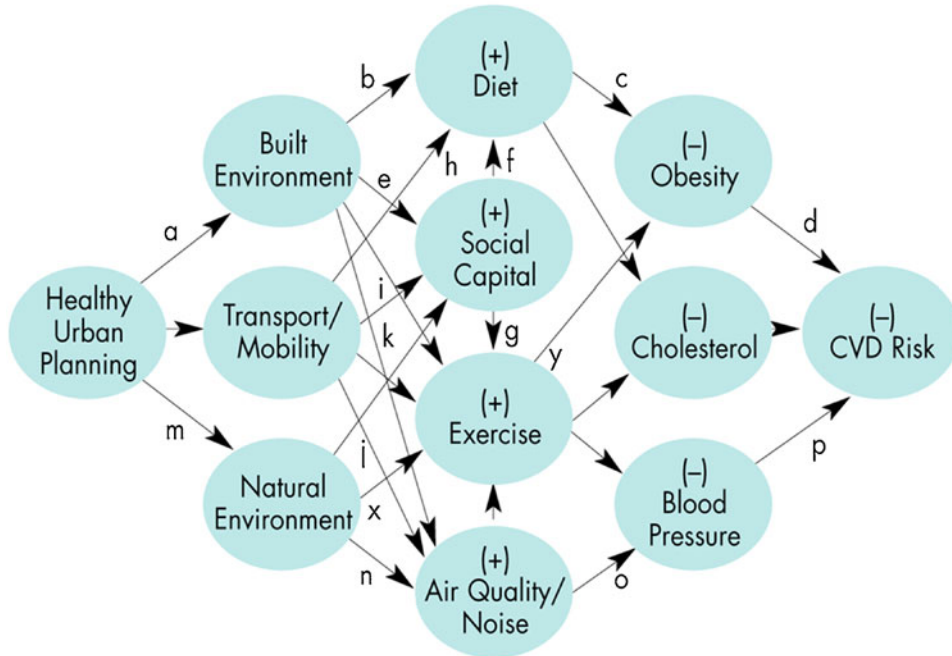 (+)
Diet
b
c
Built
Environment
h
f
(–)
Obesity
e
(+)
Social
Capital
a
d
i
Healthy
Urban
Planning
Transport/
Mobility
k
g
y
(–)
Cholesterol
(–)
CVD Risk
(+)
Exercise
m
j
p
Natural
Environment
x
(–)
Blood
Pressure
n
(+)
Air Quality/
Noise
o